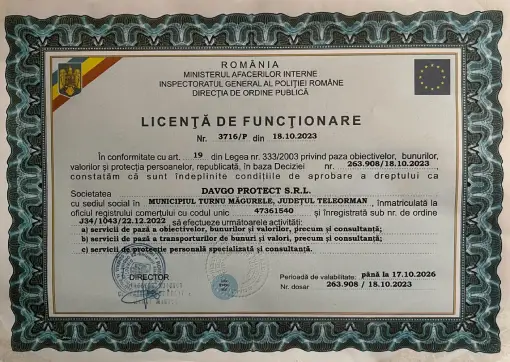 ROMÂNIA
MINISTERUL AFACERILOR INTERNE
INSPECTORATUL GENERAL AL POLIȚIEI ROMÂNE
DIRECȚIA DE ORDINE PUBLICĂ
LICENȚĂ DE FUNCȚIONARE
Nr. 3716/P din 18.10.2023
În conformitate cu art. 19 din Legea nr. 333/2003 privind paza obiectivelor, bunurilor,
valorilor și protecția persoanelor, republicată, în baza Deciziei nr. 263.908/18.10.2023,
constatăm că sunt îndeplinite condițiile de aprobare a dreptului ca
Societatea DAVGO PROTECT S.R.L.
cu sediul social în MUNICIPIUL TURNU MĂGURELE, JUDEȚUL TELEORMAN, înmatriculată la
oficiul registrului comerțului cu codul unic 47361540 și înregistrată sub nr. de ordine
J34/1043/22.12.2022 să efectueze următoarele activități:
a) servicii de pază a obiectivelor, bunurilor și valorilor, precum și consultanță;
b) servicii de pază a transporturilor de bunuri și valori, precum și consultanță;
c) servicii de protecție personală specializată și consultanță.
DIRECTOR
Perioadă de valabilitate: până la 17.10.2026
Nr. dosar 263.908 / 18.10.2023